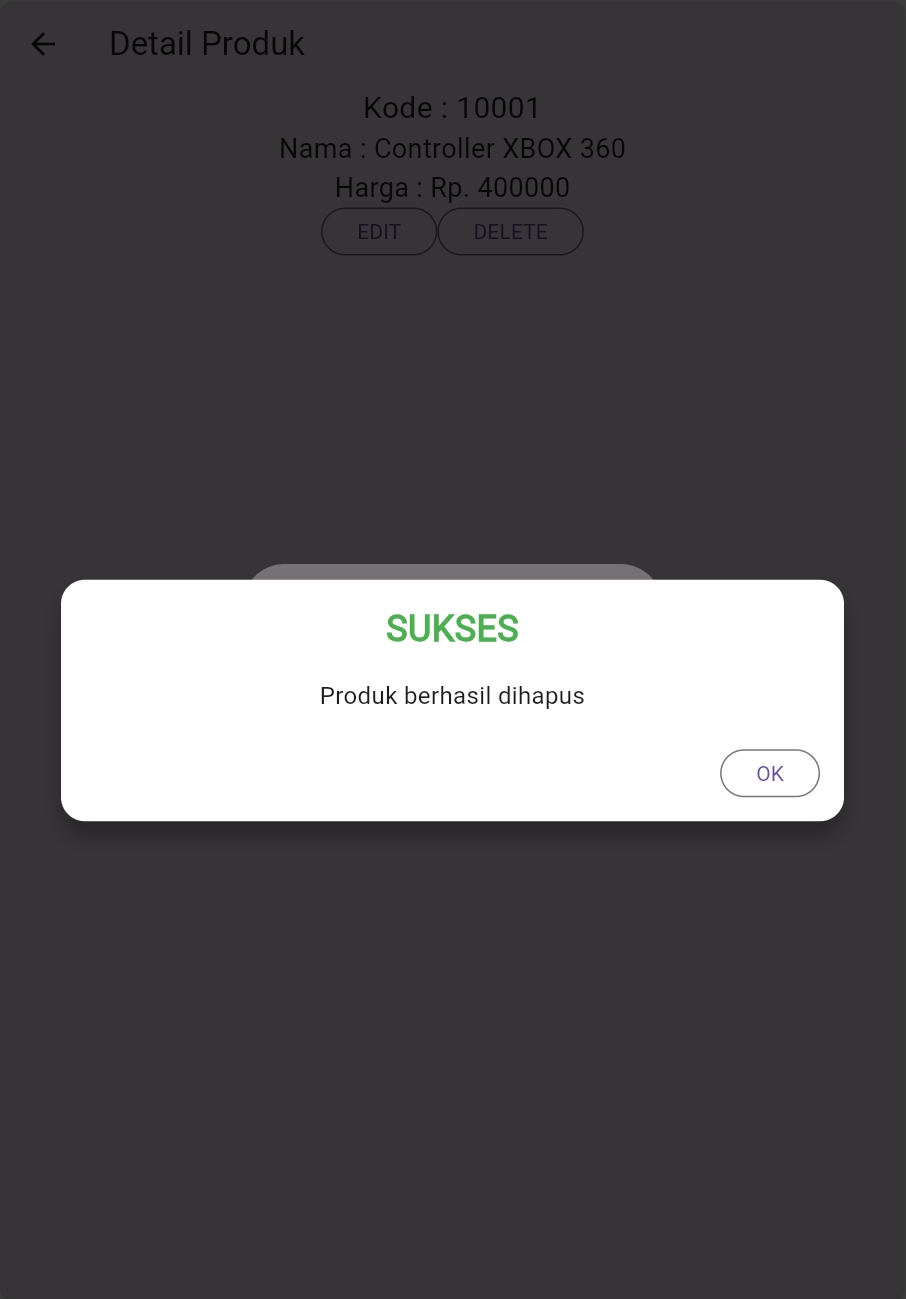 Detail Produk
Kode : 10001
Nama : Controller XBOX 360
Harga : Rp. 400000
EDIT DELETE
SUKSES
Produk berhasil dihapus
OK